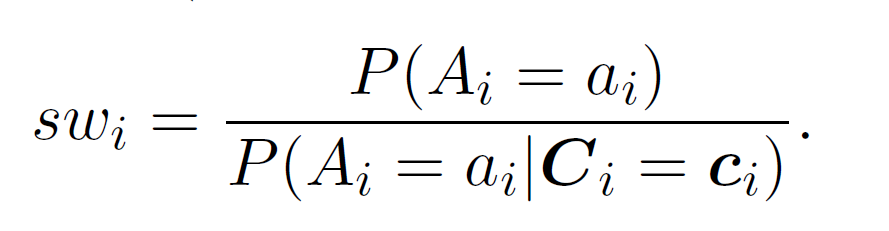 sw_i = \frac{P(A_i = a_i)}{P(A_i = a_i | \boldsymbol{C}_i = \boldsymbol{c}_i)}.